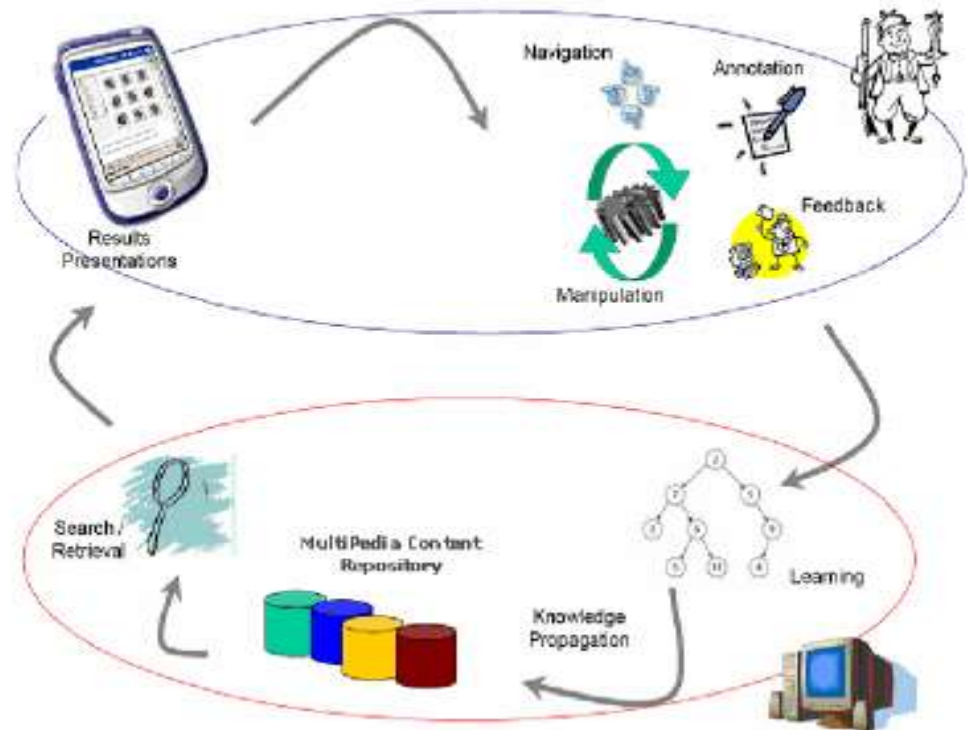 Navigation
Annotation
Results
Presentations
Feedback
Manipulation
Search /
Retrieval
MultiPedia Content
Repository
Learning
Knowledge
Propagation